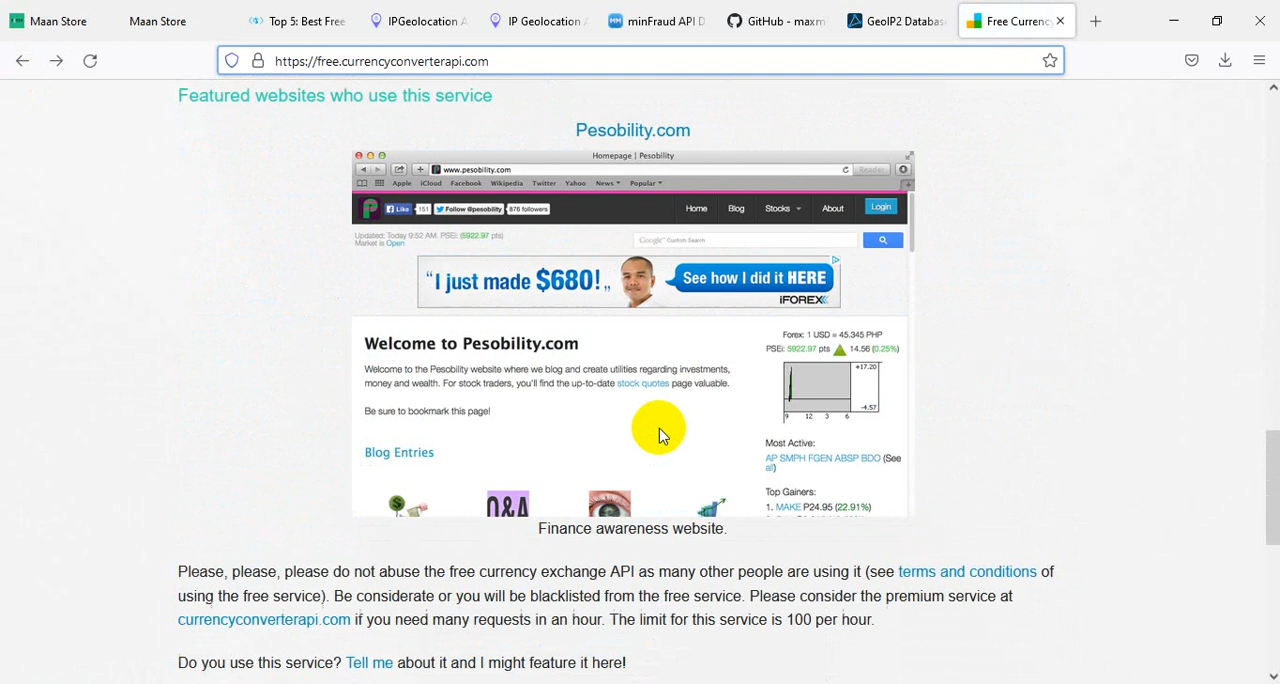 Maan Store
Maan Store
Top 5: Best Free
IPGeolocation A
IP Geolocation
minFraud API D
GitHub - maxm
GeoIP2 Databas
Free Currenc
https://free.currencyconverterapi.com
Featured websites who use this service
Pesobility.com
Homepage | Pesobility
www.pesobility.com
Reader
Apple iCloud Facebook Wikipedia Twitter Yahoo News Popular
Like 151 Follow @pesobility 876 followers
Home Blog Stocks About Login
Updated: Today 9:52 AM. PSEi: (5922.97 pts)
Market is Open
Google™ Custom Search
“I just made $680!„
See how I did it HERE
iFOREX
Welcome to Pesobility.com
Welcome to the Pesobility website where we blog and create utilities regarding investments,
money and wealth. For stock traders, you'll find the up-to-date stock quotes page valuable.
Be sure to bookmark this page!
Blog Entries
Q&A
Forex: 1 USD = 45.345 PHP
PSEi: 5922.97 pts 14.56 (0.25%)
+17.20
-4.57
9 12 3 6
Most Active:
AP SMPH FGEN ABSP BDO (See
all)
Top Gainers:
1. MAKE P24.95 (22.91%)
Finance awareness website.
Please, please, please do not abuse the free currency exchange API as many other people are using it (see terms and conditions of
using the free service). Be considerate or you will be blacklisted from the free service. Please consider the premium service at
currencyconverterapi.com if you need many requests in an hour. The limit for this service is 100 per hour.
Do you use this service? Tell me about it and I might feature it here!